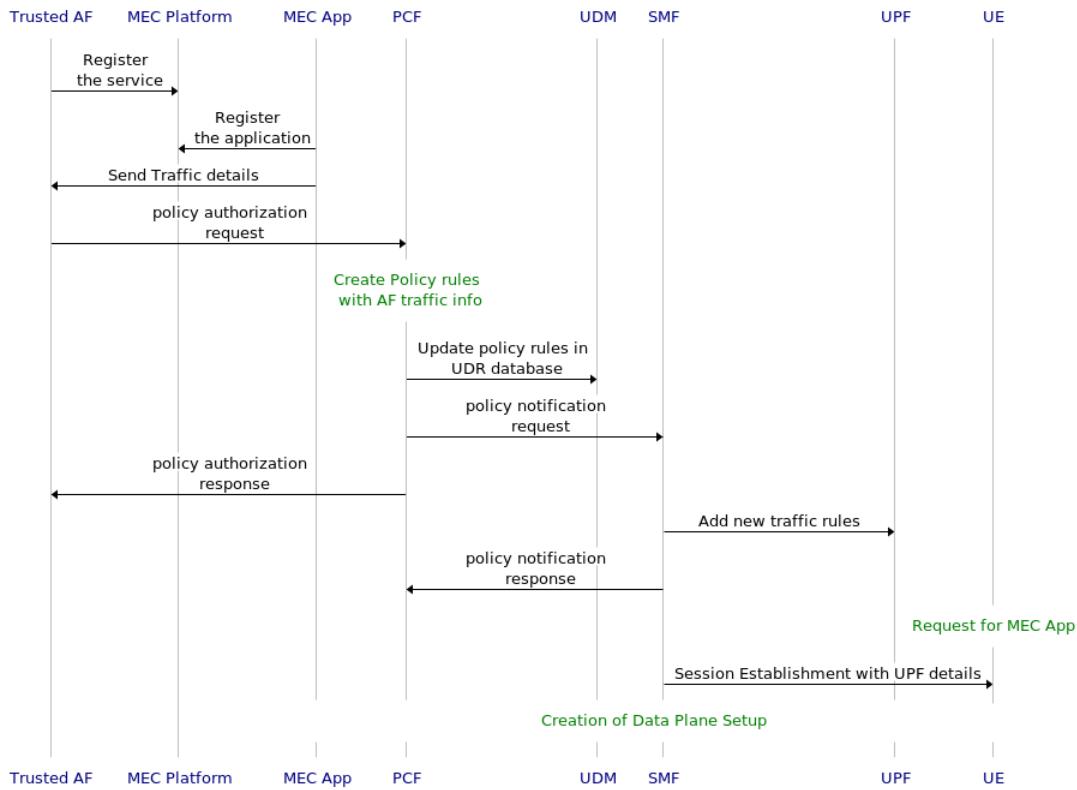 Trusted AF MEC Platform MEC App PCF UDM SMF UPF UE
Register
the service
Register
the application
Send Traffic details
policy authorization
request
Create Policy rules
with AF traffic info
Update policy rules in
UDR database
policy notification
request
policy authorization
response
Add new traffic rules
policy notification
response
Request for MEC App
Session Establishment with UPF details
Creation of Data Plane Setup
Trusted AF MEC Platform MEC App PCF UDM SMF UPF UE